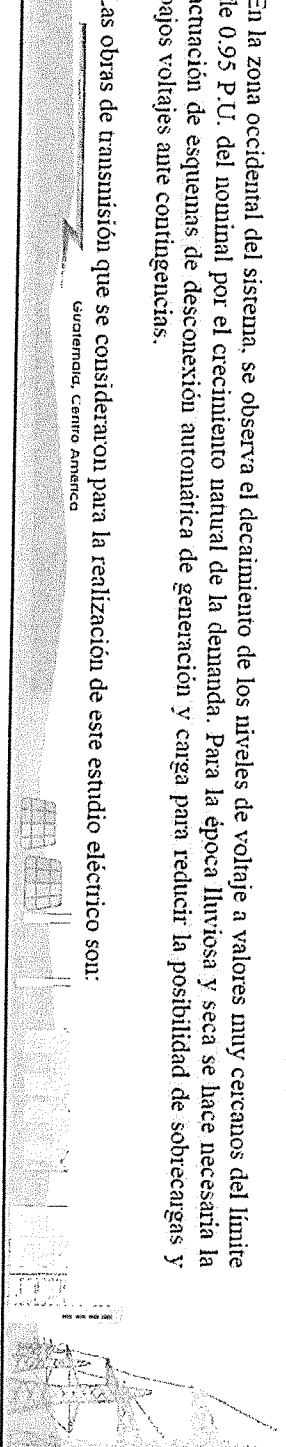 En la zona occidental del sistema, se observa el decaimiento de los niveles de voltaje a valores muy cercanos del límite
de 0.95 P.U. del nominal por el crecimiento natural de la demanda. Para la época lluviosa y seca se hace necesaria la
actuación de esquemas de desconexión automática de generación y carga para reducir la posibilidad de sobrecargas y
bajos voltajes ante contingencias.
Las obras de transmisión que se consideraron para la realización de este estudio eléctrico son:
Guatemala, Centro América